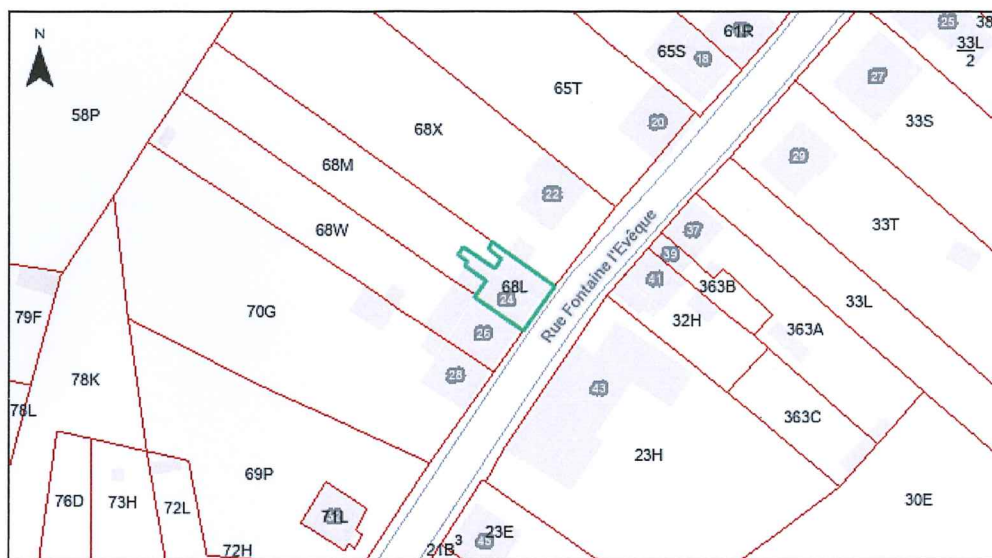 N
25
38
61R
33L
2
65S
18
27
65T
58P
20
33S
68X
29
68M
22
33T
68W
37
Rue Fontaine l'Evêque
39
41
363B
68L
24
79F
70G
33L
32H
363A
26
28
78K
43
78L
363C
23H
69P
76D
73H
72L
30E
71L
23E
3
21B
45
72H